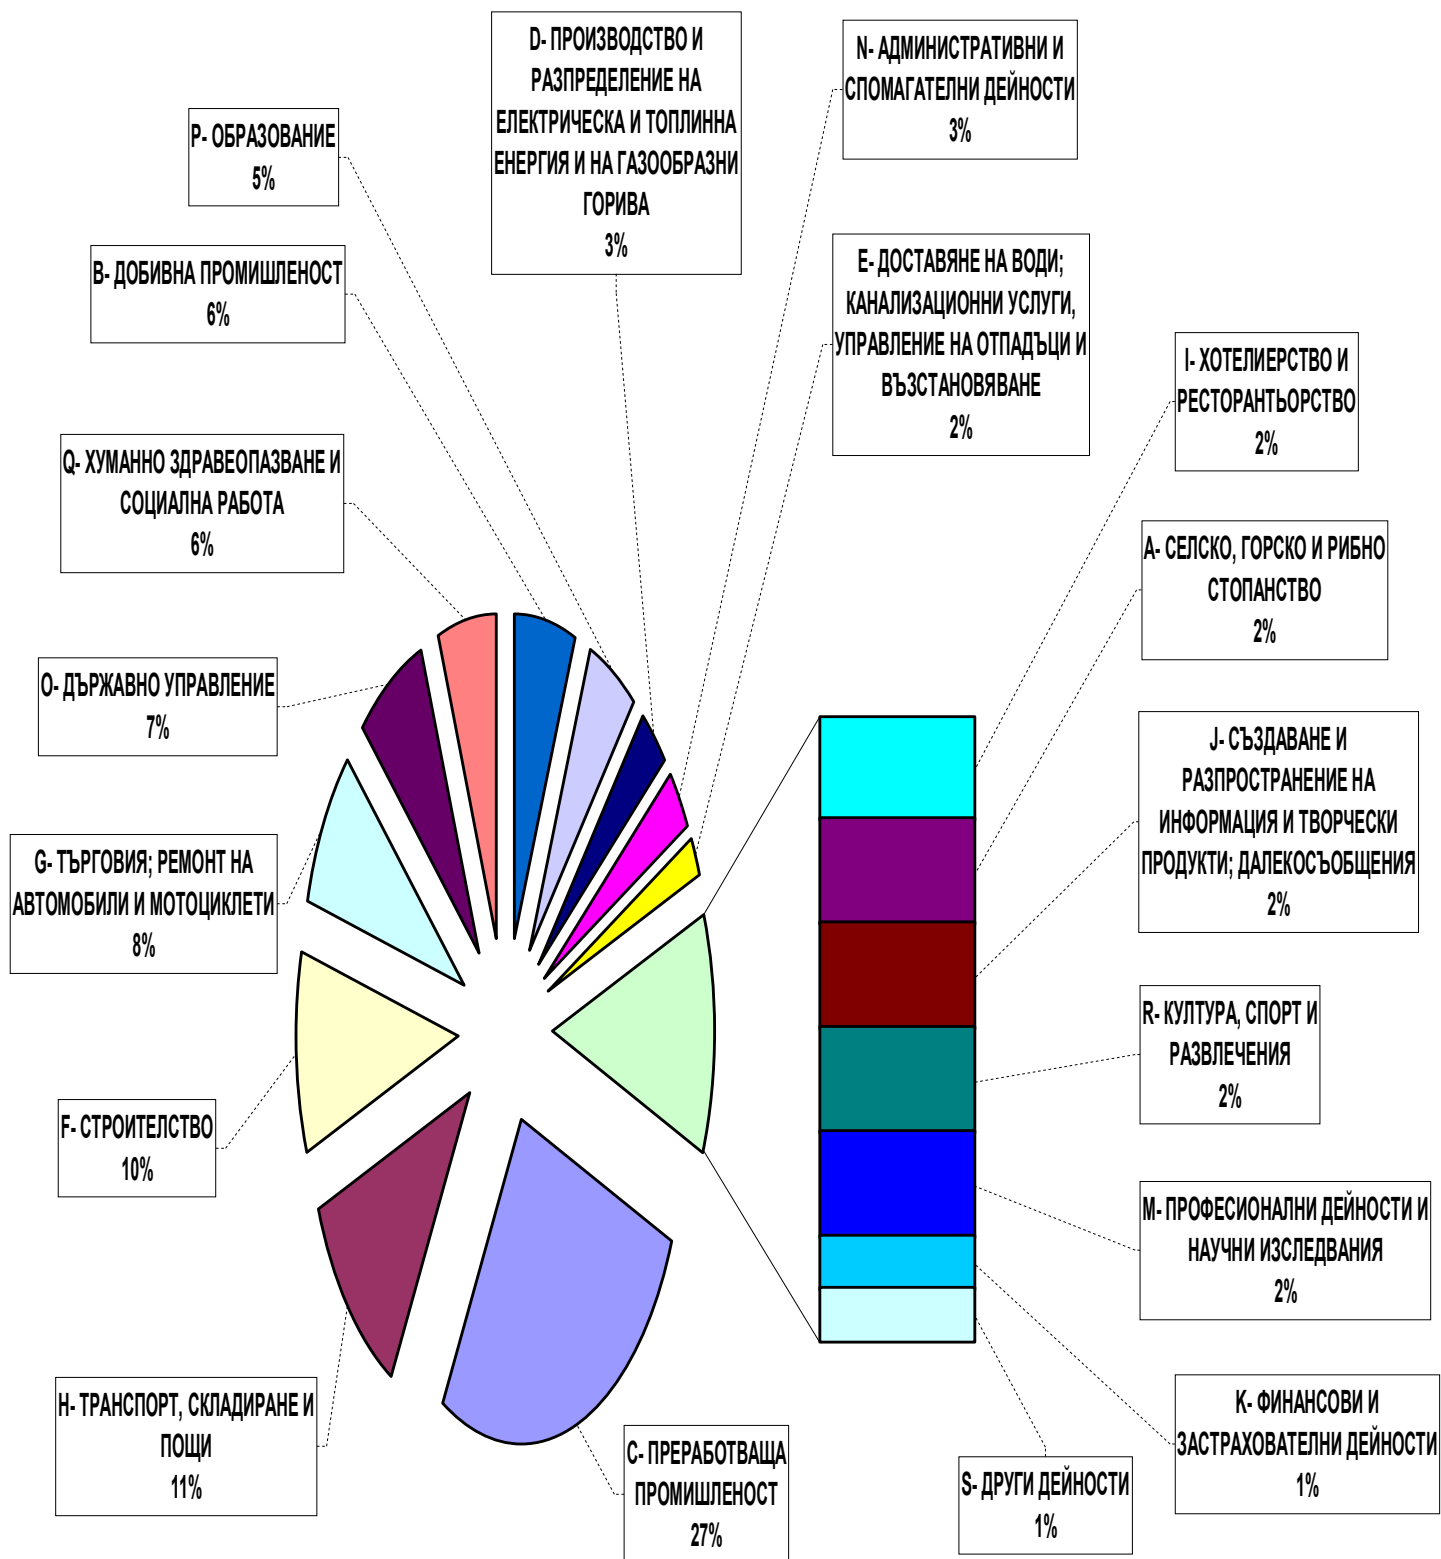 D- ПРОИЗВОДСТВО И
РАЗПРЕДЕЛЕНИЕ НА
ЕЛЕКТРИЧЕСКА И ТОПЛИННА
ЕНЕРГИЯ И НА ГАЗООБРАЗНИ
ГОРИВА
3%
N- АДМИНИСТРАТИВНИ И
СПОМАГАТЕЛНИ ДЕЙНОСТИ
3%
P- ОБРАЗОВАНИЕ
5%
B- ДОБИВНА ПРОМИШЛЕНОСТ
6%
E- ДОСТАВЯНЕ НА ВОДИ;
КАНАЛИЗАЦИОННИ УСЛУГИ,
УПРАВЛЕНИЕ НА ОТПАДЪЦИ И
ВЪЗСТАНОВЯВАНЕ
2%
I- ХОТЕЛИЕРСТВО И
РЕСТОРАНТЬОРСТВО
2%
Q- ХУМАННО ЗДРАВЕОПАЗВАНЕ И
СОЦИАЛНА РАБОТА
6%
A- СЕЛСКО, ГОРСКО И РИБНО
СТОПАНСТВО
2%
O- ДЪРЖАВНО УПРАВЛЕНИЕ
7%
J- СЪЗДАВАНЕ И
РАЗПРОСТРАНЕНИЕ НА
ИНФОРМАЦИЯ И ТВОРЧЕСКИ
ПРОДУКТИ; ДАЛЕКОСЪОБЩЕНИЯ
2%
G- ТЪРГОВИЯ; РЕМОНТ НА
АВТОМОБИЛИ И МОТОЦИКЛЕТИ
8%
R- КУЛТУРА, СПОРТ И
РАЗВЛЕЧЕНИЯ
2%
F- СТРОИТЕЛСТВО
10%
M- ПРОФЕСИОНАЛНИ ДЕЙНОСТИ И
НАУЧНИ ИЗСЛЕДВАНИЯ
2%
H- ТРАНСПОРТ, СКЛАДИРАНЕ И
ПОЩИ
11%
K- ФИНАНСОВИ И
ЗАСТРАХОВАТЕЛНИ ДЕЙНОСТИ
1%
C- ПРЕРАБОТВАЩА
ПРОМИШЛЕНОСТ
27%
S- ДРУГИ ДЕЙНОСТИ
1%